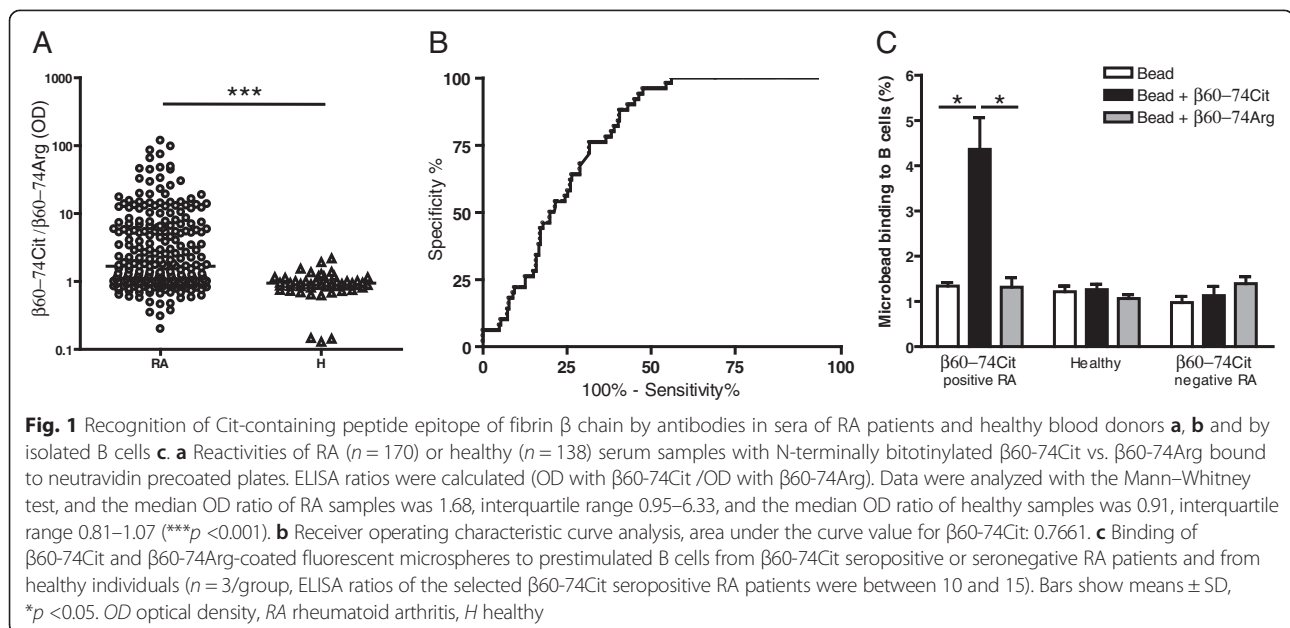 A
B
C
1000
100
10
1
0.1
β60–74Cit /β60–74Arg (OD)
***
RA
H
100
75
50
25
0
Specificity %
0
25
50
75
100
100% - Sensitivity%
Bead
Bead + β60–74Cit
Bead + β60–74Arg
6
5
4
3
2
1
0
Microbead binding to B cells (%)
*
*
β60–74Cit
positive RA
Healthy
β60–74Cit
negative RA
Fig. 1 Recognition of Cit-containing peptide epitope of fibrin β chain by antibodies in sera of RA patients and healthy blood donors a, b and by
isolated B cells c. a Reactivities of RA (n = 170) or healthy (n = 138) serum samples with N-terminally bitotinylated β60-74Cit vs. β60-74Arg bound
to neutravidin precoated plates. ELISA ratios were calculated (OD with β60-74Cit /OD with β60-74Arg). Data were analyzed with the Mann–Whitney
test, and the median OD ratio of RA samples was 1.68, interquartile range 0.95–6.33, and the median OD ratio of healthy samples was 0.91, interquartile
range 0.81–1.07 (***p <0.001). b Receiver operating characteristic curve analysis, area under the curve value for β60-74Cit: 0.7661. c Binding of
β60-74Cit and β60-74Arg-coated fluorescent microspheres to prestimulated B cells from β60-74Cit seropositive or seronegative RA patients and from
healthy individuals (n = 3/group, ELISA ratios of the selected β60-74Cit seropositive RA patients were between 10 and 15). Bars show means ± SD,
*p <0.05. OD optical density, RA rheumatoid arthritis, H healthy